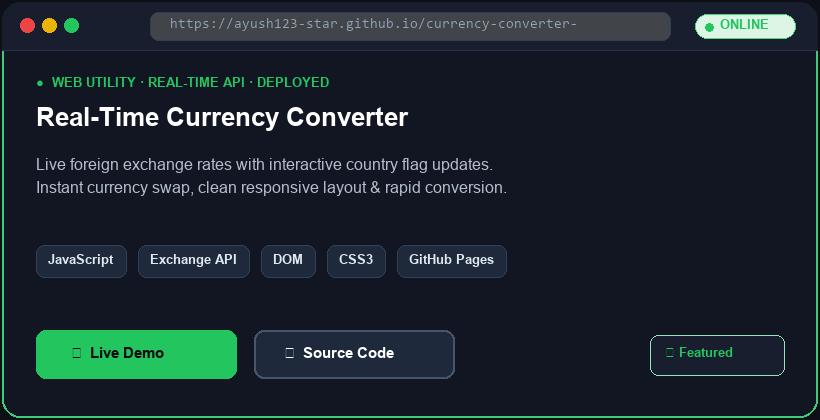 https://ayush123-star.github.io/currency-converter-
ONLINE
WEB UTILITY · REAL-TIME API · DEPLOYED
Real-Time Currency Converter
Live foreign exchange rates with interactive country flag updates.
Instant currency swap, clean responsive layout & rapid conversion.
JavaScript
Exchange API
DOM
CSS3
GitHub Pages
Live Demo
Source Code
Featured